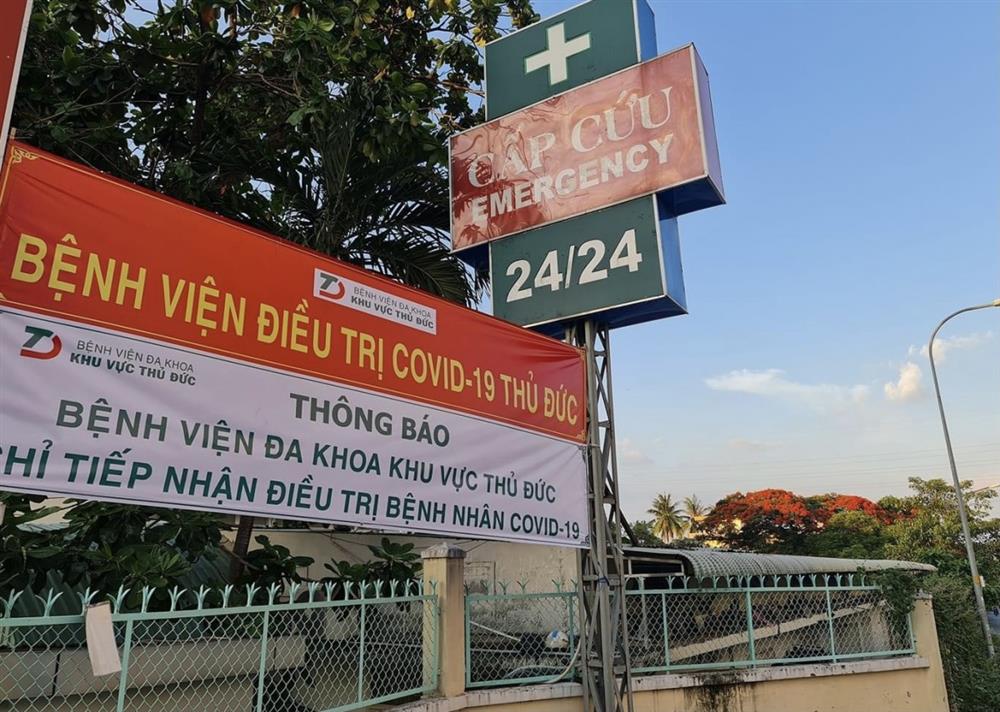 CẤP CỨU
EMERGENCY
24/24
BỆNH VIỆN ĐA KHOA
KHU VỰC THỦ ĐỨC
BỆNH VIỆN ĐIỀU TRỊ COVID-19 THỦ ĐỨC
BỆNH VIỆN ĐA KHOA
KHU VỰC THỦ ĐỨC
THÔNG BÁO
BỆNH VIỆN ĐA KHOA KHU VỰC THỦ ĐỨC
CHỈ TIẾP NHẬN ĐIỀU TRỊ BỆNH NHÂN COVID-19